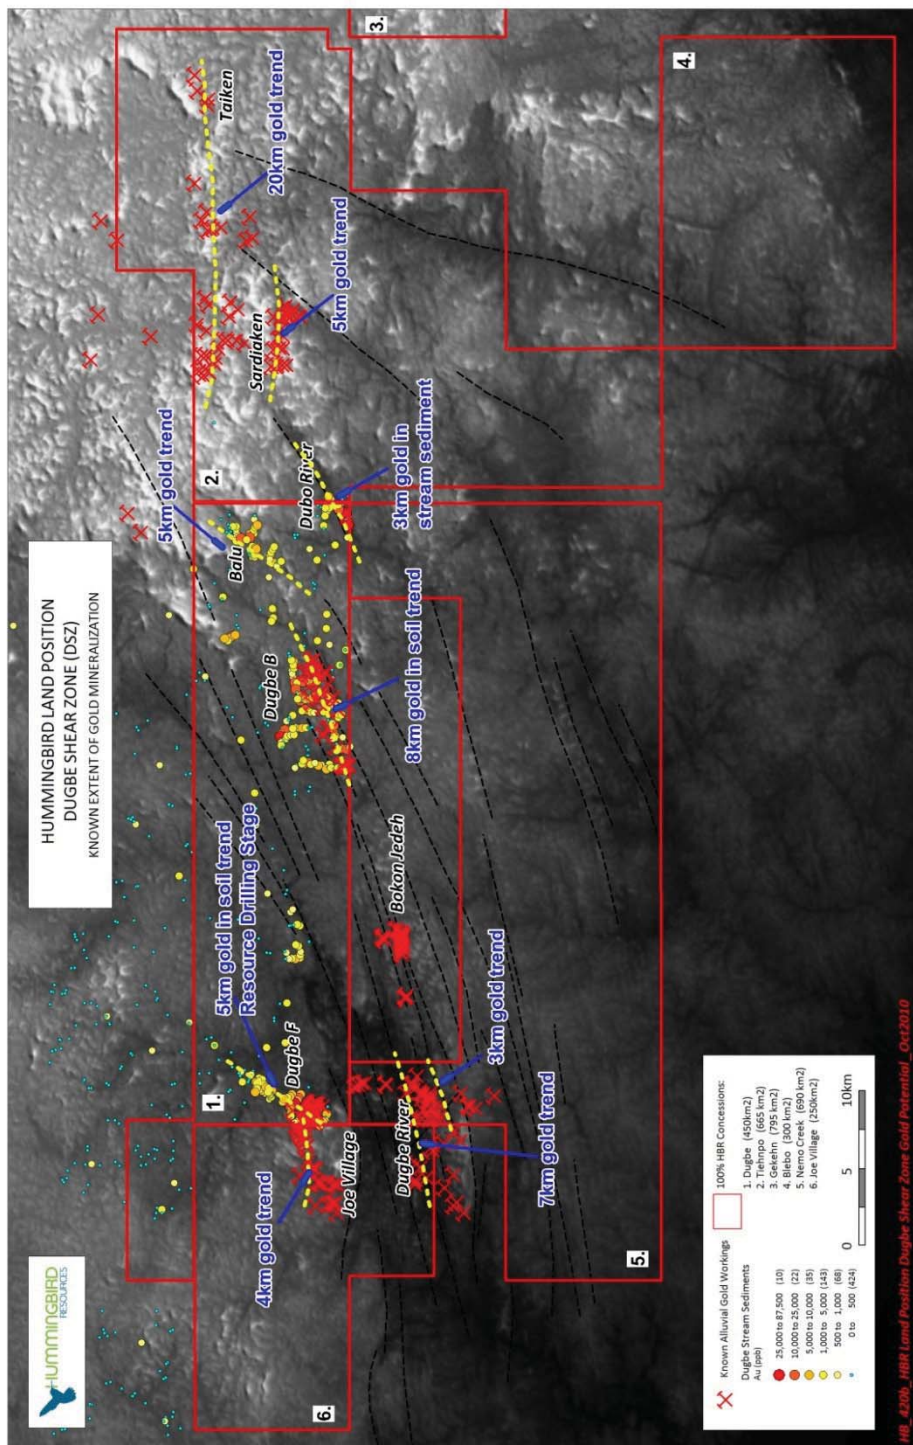 HUMMINGBIRD
RESOURCES
HUMMINGBIRD LAND POSITION
DUGBE SHEAR ZONE (DSZ)
KNOWN EXTENT OF GOLD MINERALIZATION
6.
4km gold trend
Joe Village
1.
5km gold in soil trend
Resource Drilling Stage
Dugbe F
Dugbe B
8km gold in soil trend
5km gold trend
Balu
2.
Dubo River
3km gold in
stream sediment
Sardiaken
5km gold trend
20km gold trend
Taiken
3.
4.
Bokon Jedeh
Dugbe River
3km gold trend
7km gold trend
5.
Known Alluvial Gold Workings
Dugbe Stream Sediments
Au (ppb)
25,000 to 87,500 (10)
10,000 to 25,000 (22)
5,000 to 10,000 (35)
1,000 to 5,000 (143)
500 to 1,000 (68)
0 to 500 (424)
100% HBR Concessions:
1. Dugbe (450km2)
2. Tiehnpo (665 km2)
3. Gekehn (795 km2)
4. Blebo (300 km2)
5. Nemo Creek (690 km2)
6. Joe Village (250km2)
0 5 10km
HB_420b_HBR Land Position Dugbe Shear Zone Gold Potential_Oct2010